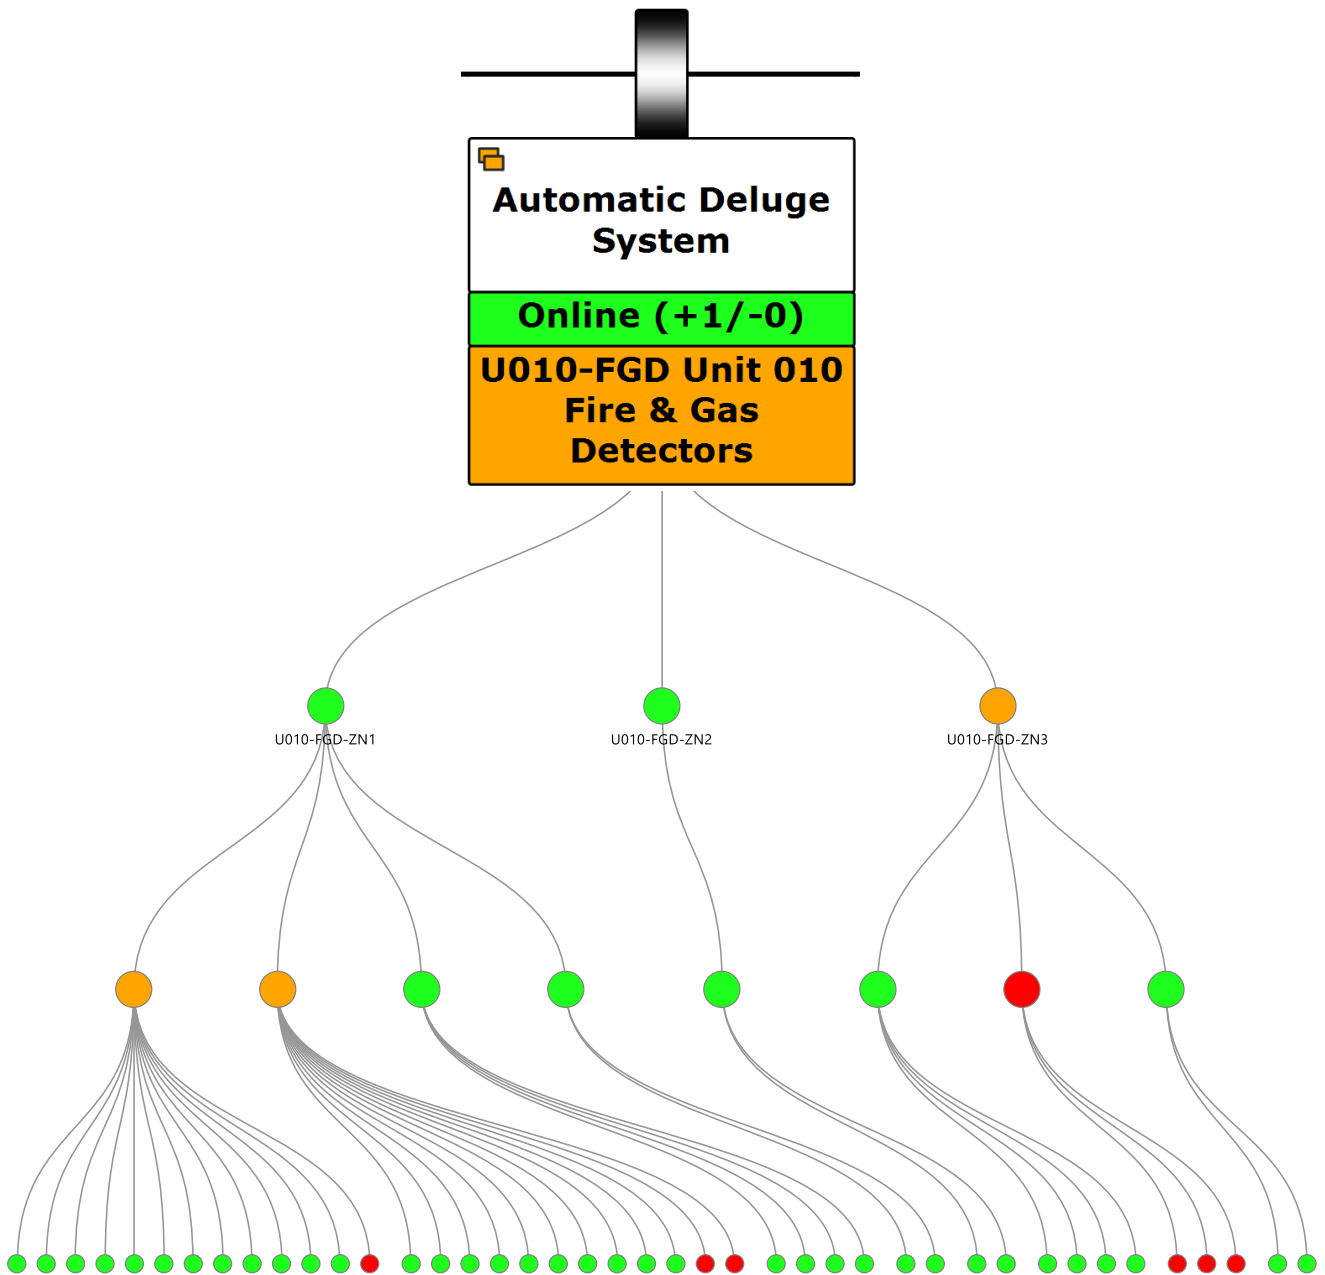 Automatic Deluge
System
Online (+1/-0)
U010-FGD Unit 010
Fire & Gas
Detectors
U010-FGD-ZN1
U010-FGD-ZN2
U010-FGD-ZN3